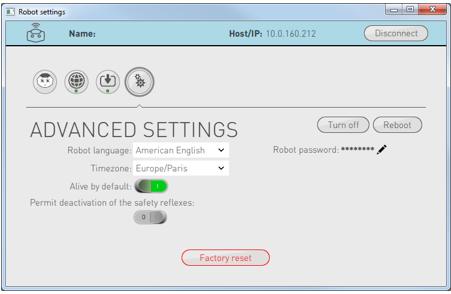 Robot settings
Name:
Host/IP: 10.0.160.212
Disconnect
ADVANCED SETTINGS
Turn off
Reboot
Robot language: American English
Robot password: ********
Timezone: Europe/Paris
Alive by default: I
Permit deactivation of the safety reflexes:
0
Factory reset